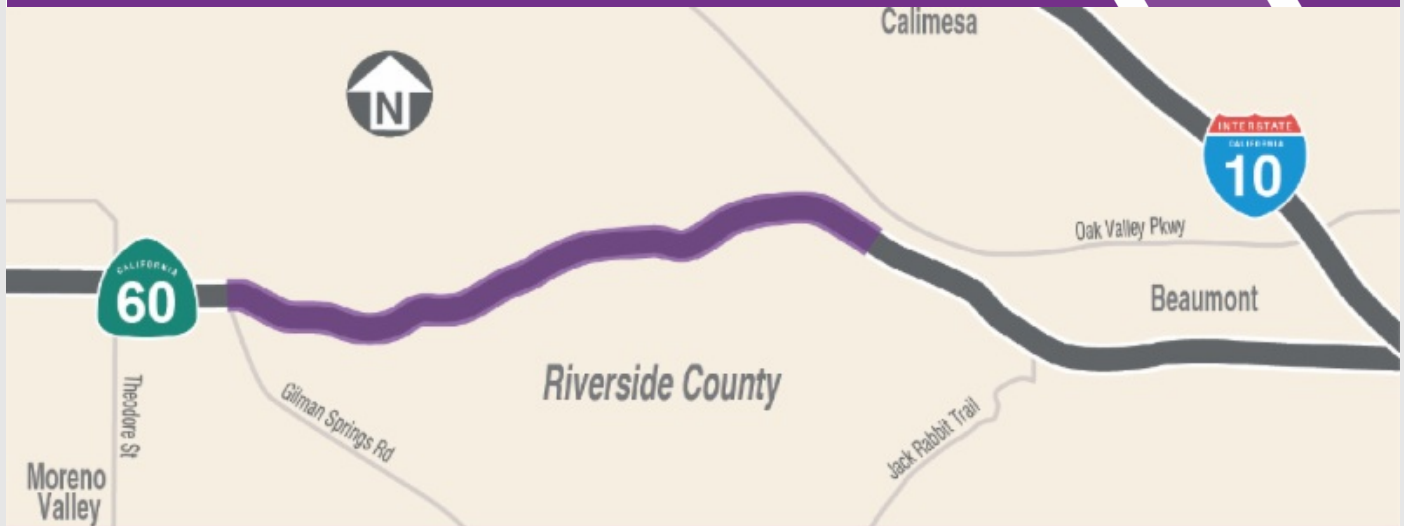 Calimesa
N
INTERSTATE
CALIFORNIA
10
Oak Valley Pkwy
CALIFORNIA
60
Beaumont
Theodore St
Gilman Springs Rd
Riverside County
Jack Rabbit Trail
Moreno
Valley